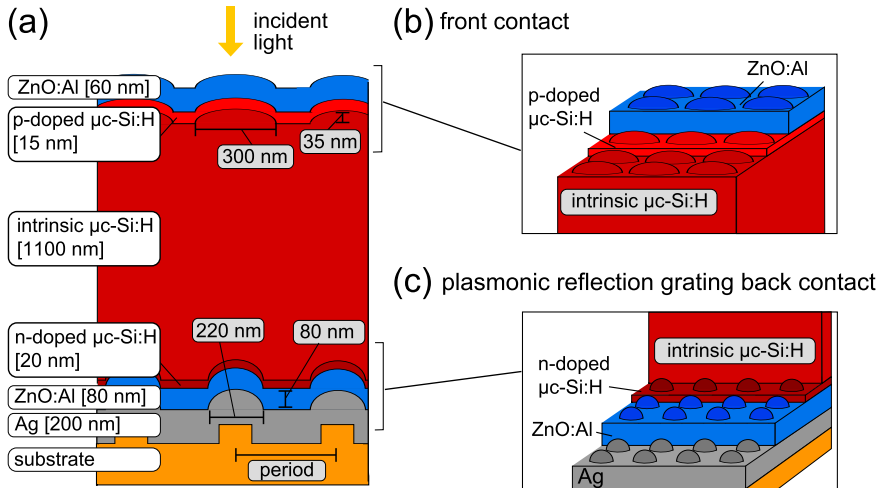 (a)
incident
light
ZnO:Al [60 nm]
p-doped µc-Si:H
[15 nm]
300 nm
35 nm
intrinsic µc-Si:H
[1100 nm]
n-doped µc-Si:H
[20 nm]
220 nm
80 nm
ZnO:Al [80 nm]
Ag [200 nm]
substrate
period
(b) front contact
ZnO:Al
p-doped
µc-Si:H
intrinsic µc-Si:H
(c) plasmonic reflection grating back contact
intrinsic µc-Si:H
n-doped
µc-Si:H
ZnO:Al
Ag